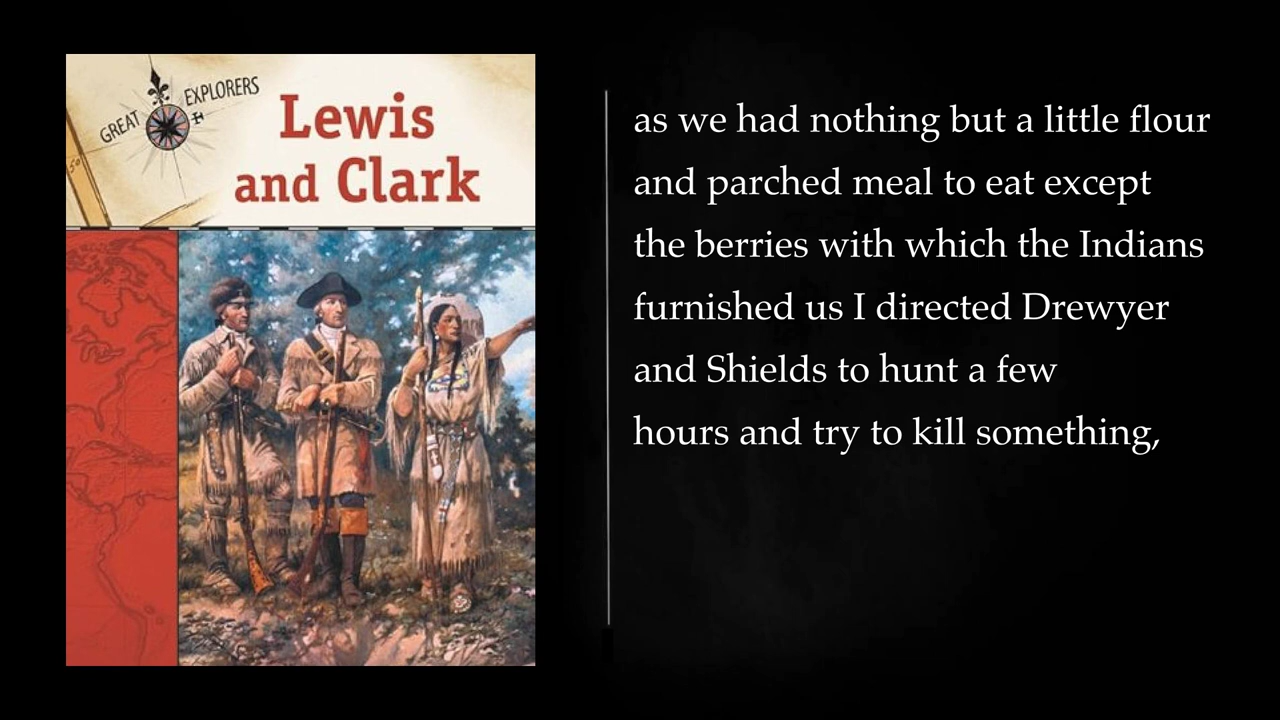 GREAT EXPLORERS
Lewis
and Clark
50
as we had nothing but a little flour
and parched meal to eat except
the berries with which the Indians
furnished us I directed Drewyer
and Shields to hunt a few
hours and try to kill something,